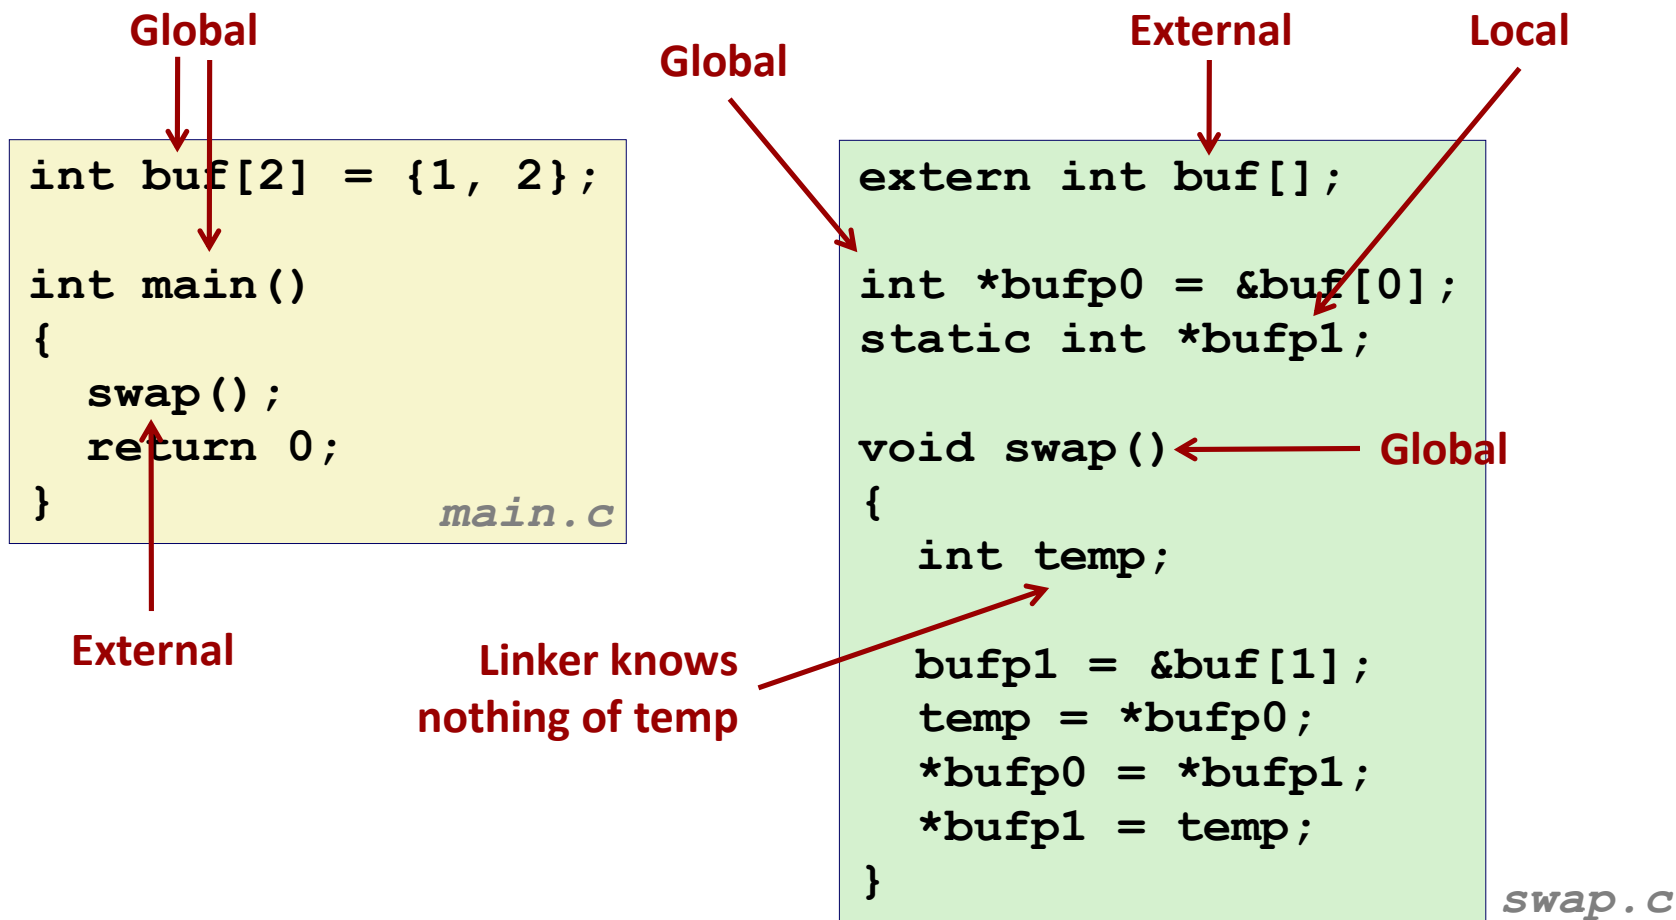 Global
int buf[2] = {1, 2};
int main()
{
swap();
return 0;
}
main.c
External
Global
External
Local
extern int buf[];
int *bufp0 = &buf[0];
static int *bufp1;
void swap()
Global
{
int temp;
Linker knows
nothing of temp
bufp1 = &buf[1];
temp = *bufp0;
*bufp0 = *bufp1;
*bufp1 = temp;
}
swap.c